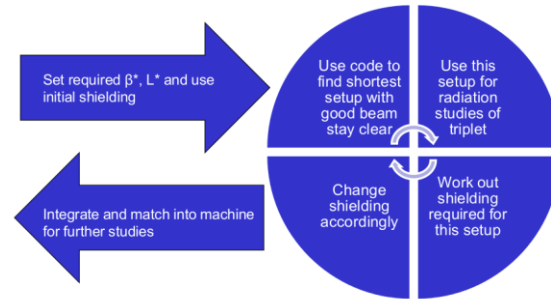 Set required β*, L* and use
initial shielding
Use code to
find shortest
setup with
good beam
stay clear
Use this
setup for
radiation
studies of
triplet
Integrate and match into machine
for further studies
Change
shielding
accordingly
Work out
shielding
required for
this setup